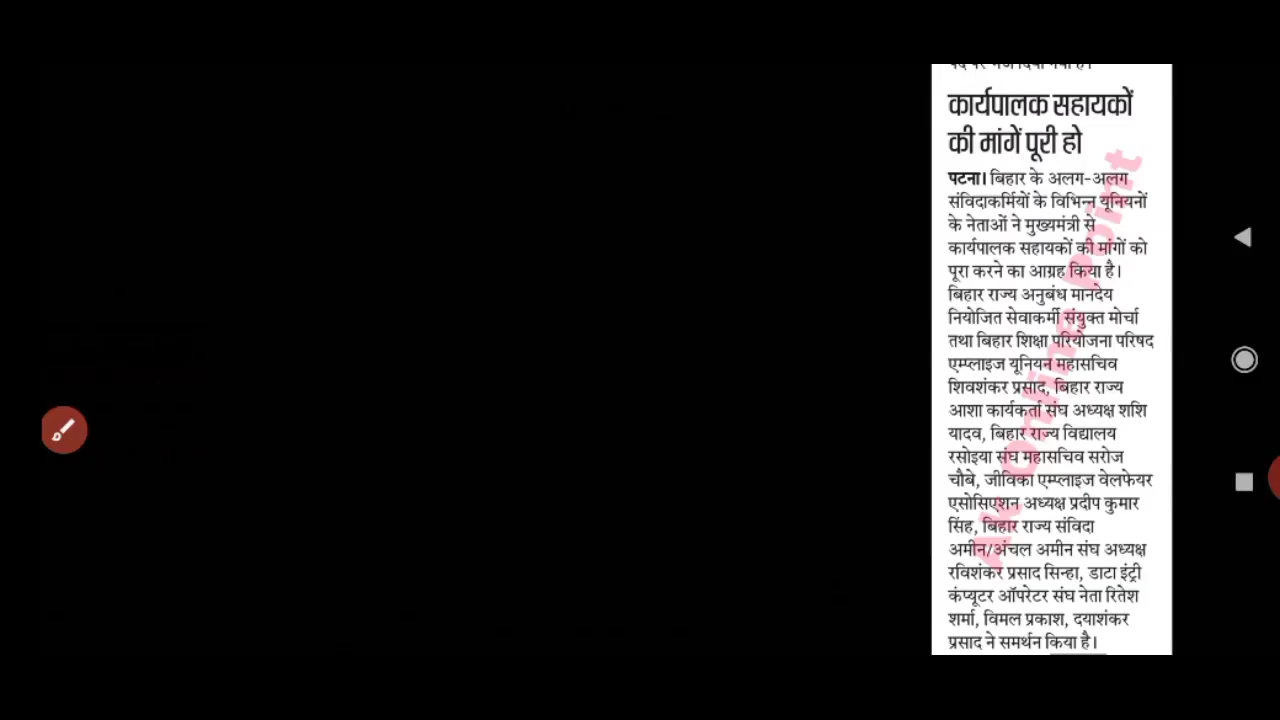 कार्यपालक सहायकों
की मांगें पूरी हो
पटना। बिहार के अलग-अलग
संविदाकर्मियों के विभिन्न यूनियनों
के नेताओं ने मुख्यमंत्री से
कार्यपालक सहायकों की मांगों को
पूरा करने का आग्रह किया है।
बिहार राज्य अनुबंध मानदेय
नियोजित सेवाकर्मी संयुक्त मोर्चा
तथा बिहार शिक्षा परियोजना परिषद
एम्प्लाइज यूनियन महासचिव
शिवशंकर प्रसाद, बिहार राज्य
आशा कार्यकर्ता संघ अध्यक्ष शशि
यादव, बिहार राज्य विद्यालय
रसोइया संघ महासचिव सरोज
चौबे, जीविका एम्प्लाइज वेलफेयर
एसोसिएशन अध्यक्ष प्रदीप कुमार
सिंह, बिहार राज्य संविदा
अमीन/अंचल अमीन संघ अध्यक्ष
रविशंकर प्रसाद सिन्हा, डाटा इंट्री
कंप्यूटर ऑपरेटर संघ नेता रितेश
शर्मा, विमल प्रकाश, दयाशंकर
प्रसाद ने समर्थन किया है।
Ak Online Point